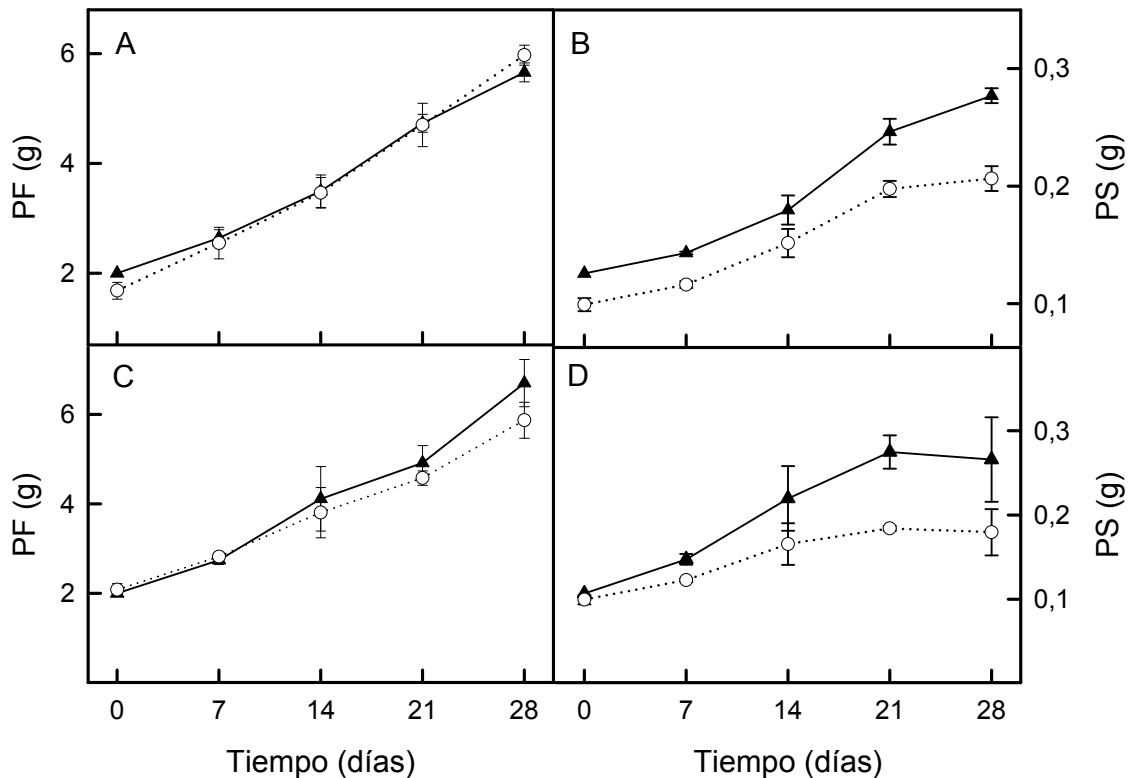 A
B
6
4
2
PF (g)
0,3
0,2
0,1
PS (g)
C
D
6
4
2
PF (g)
0,3
0,2
0,1
PS (g)
0 7 14 21 28
0 7 14 21 28
Tiempo (días)
Tiempo (días)